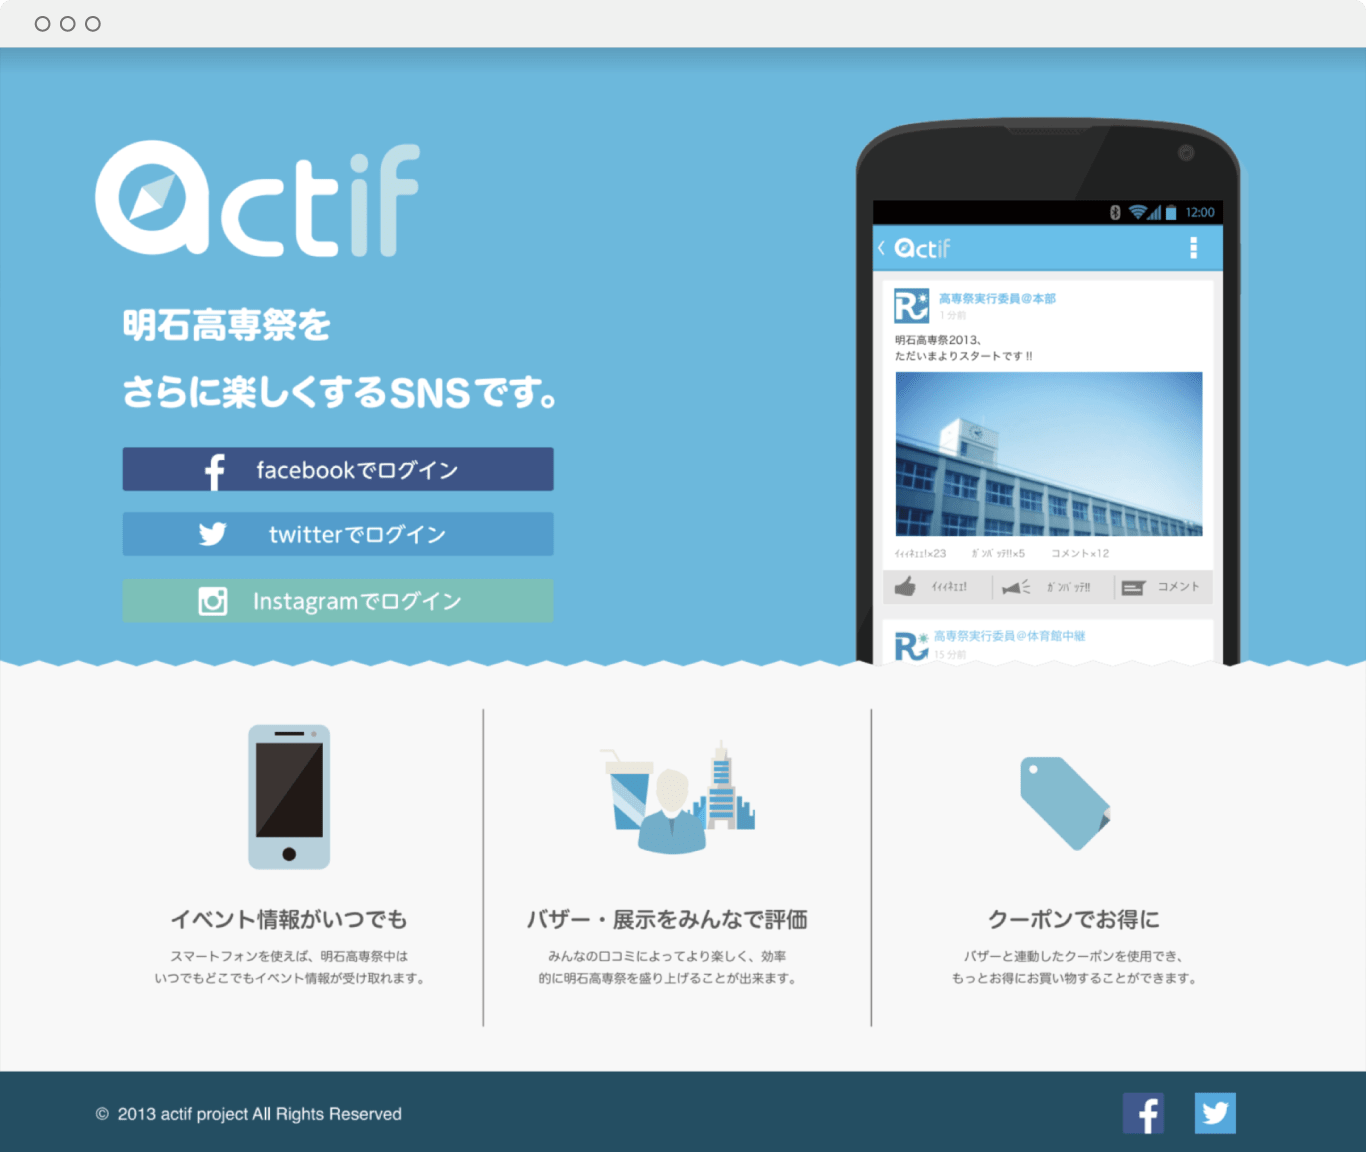 actif
明石高専祭を
さらに楽しくするSNSです。
facebookでログイン
twitterでログイン
Instagramでログイン
12:00
actif
高専祭実行委員@本部
1分前
明石高専祭2013、
ただいまよりスタートです!!
ｲｨｨﾈｪｪ!×23 ｶﾞﾝﾊﾞｯﾃ!!×5 コメント×12
ｲｨｨﾈｪｪ! ｶﾞﾝﾊﾞｯﾃ!! コメント
高専祭実行委員@体育館中継
15分前
イベント情報がいつでも
スマートフォンを使えば、明石高専祭中は
いつでもどこでもイベント情報が受け取れます。
バザー・展示をみんなで評価
みんなの口コミによってより楽しく、効率
的に明石高専祭を盛り上げることが出来ます。
クーポンでお得に
バザーと連動したクーポンを使用でき、
もっとお得にお買い物することができます。
© 2013 actif project All Rights Reserved